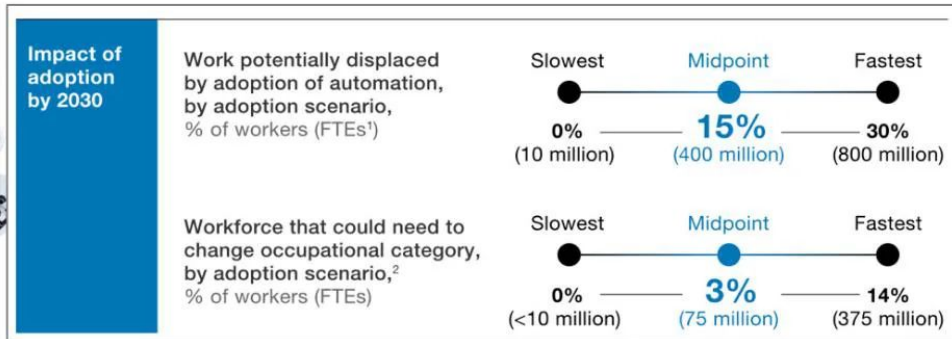 Impact of
adoption
by 2030
Work potentially displaced
by adoption of automation,
by adoption scenario,
% of workers (FTEs¹)
Slowest Midpoint Fastest
0% 15% 30%
(10 million) (400 million) (800 million)
Workforce that could need to
change occupational category,
by adoption scenario,²
% of workers (FTEs)
Slowest Midpoint Fastest
0% 3% 14%
(<10 million) (75 million) (375 million)